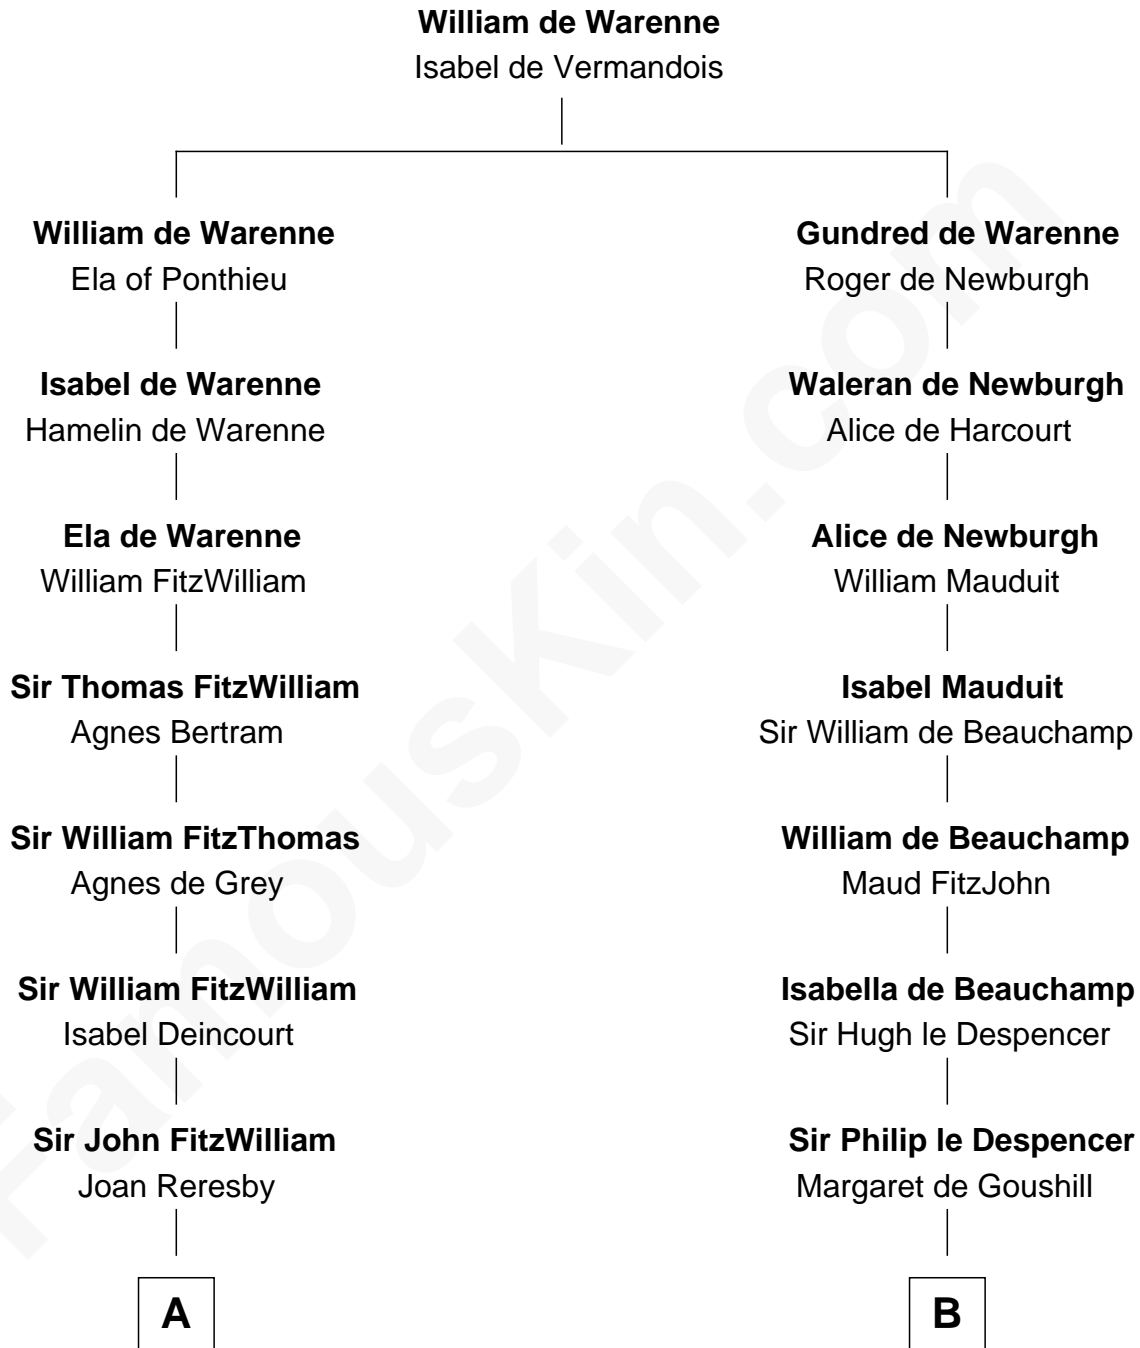 William de Warenne
Isabel de Vermandois
William de Warenne
Ela of Ponthieu
Isabel de Warenne
Hamelin de Warenne
Ela de Warenne
William FitzWilliam
Sir Thomas FitzWilliam
Agnes Bertram
Sir William FitzThomas
Agnes de Grey
Sir William FitzWilliam
Isabel Deincourt
Sir John FitzWilliam
Joan Reresby
A
Gundred de Warenne
Roger de Newburgh
Waleran de Newburgh
Alice de Harcourt
Alice de Newburgh
William Mauduit
Isabel Mauduit
Sir William de Beauchamp
William de Beauchamp
Maud FitzJohn
Isabella de Beauchamp
Sir Hugh le Despencer
Sir Philip le Despencer
Margaret de Goushill
B
FamousKin.com